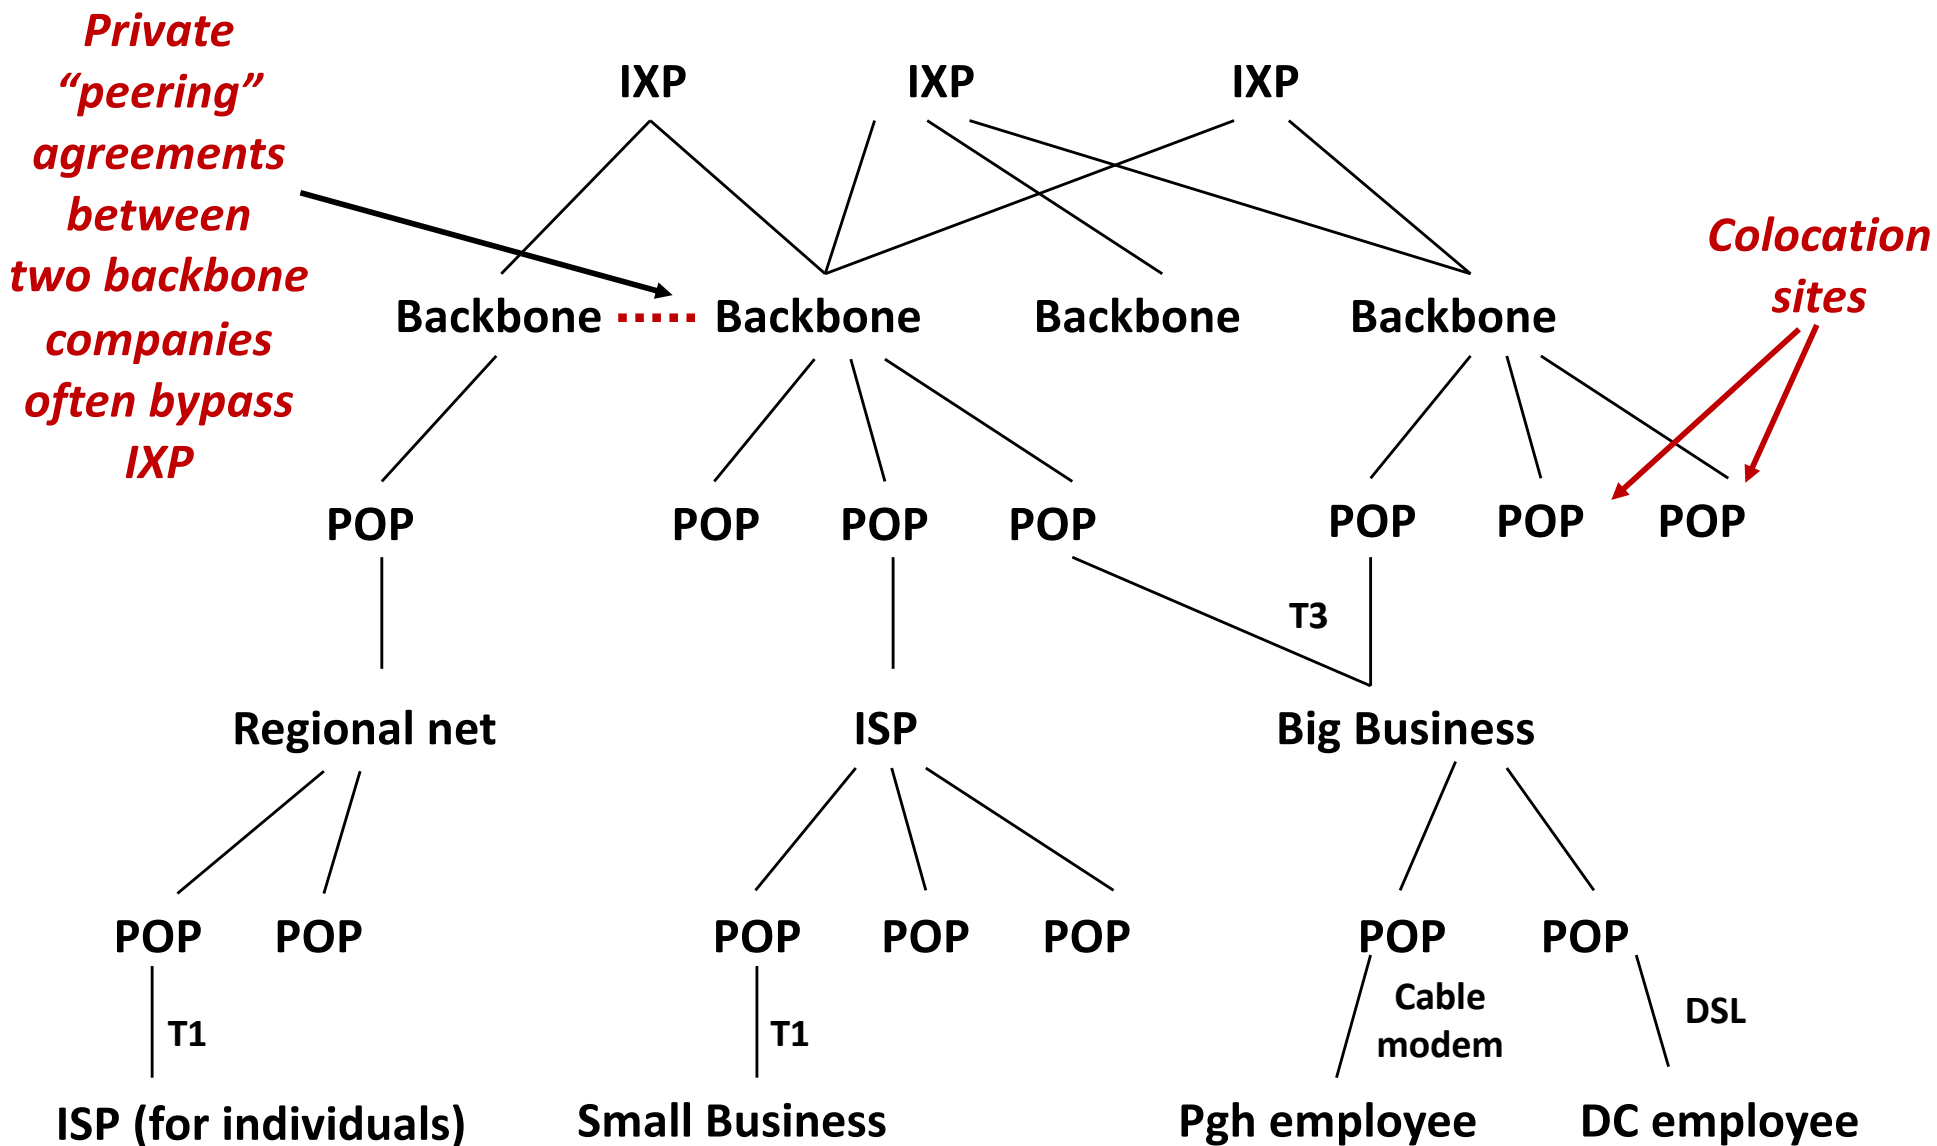 Private
“peering”
agreements
between
two backbone
companies
often bypass
IXP
IXP
IXP
IXP
Colocation
sites
Backbone
Backbone
Backbone
Backbone
POP
POP
POP
POP
POP
POP
POP
T3
Regional net
ISP
Big Business
POP
POP
POP
POP
POP
POP
POP
T1
T1
Cable
modem
DSL
ISP (for individuals)
Small Business
Pgh employee
DC employee